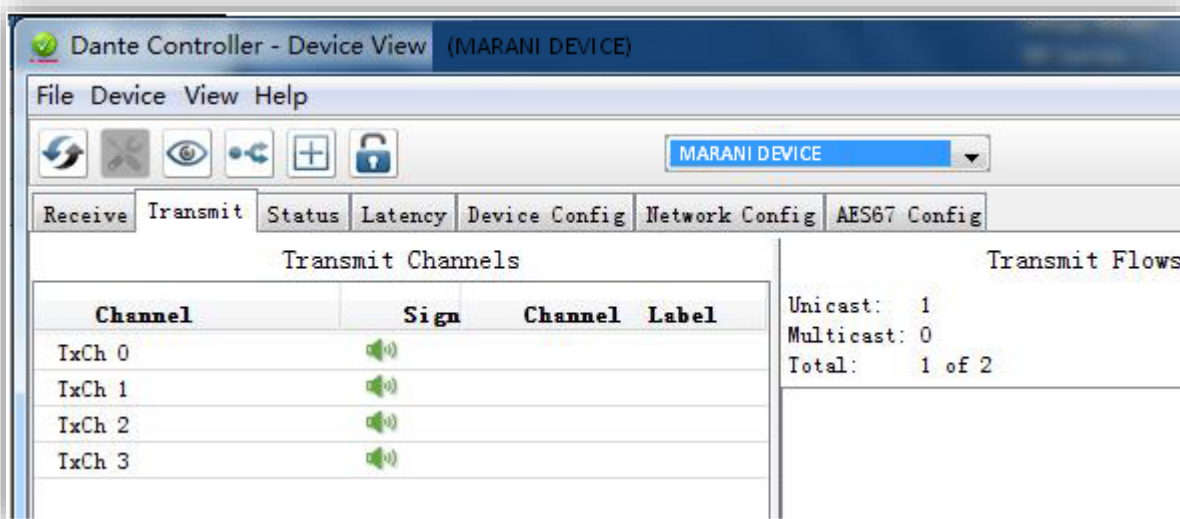 Dante Controller - Device View (MARANI DEVICE)
File Device View Help
MARANI DEVICE
Receive Transmit Status Latency Device Config Network Config AES67 Config
Transmit Channels
Channel Sign Channel Label
TxCh 0
TxCh 1
TxCh 2
TxCh 3
Transmit Flows
Unicast: 1
Multicast: 0
Total: 1 of 2